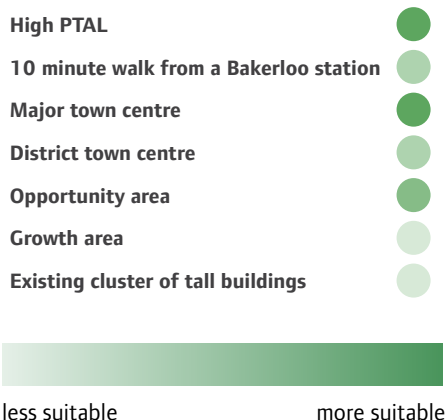 High PTAL
10 minute walk from a Bakerloo station
Major town centre
District town centre
Opportunity area
Growth area
Existing cluster of tall buildings
less suitable more suitable